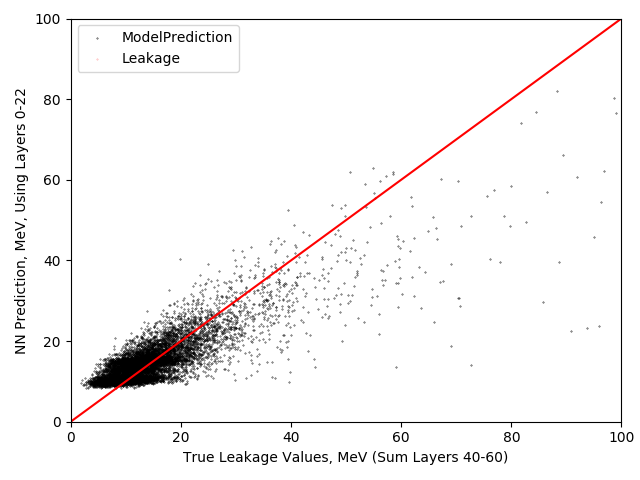 100
80
60
40
20
0
NN Prediction, MeV, Using Layers 0-22
ModelPrediction
Leakage
0 20 40 60 80 100
True Leakage Values, MeV (Sum Layers 40-60)